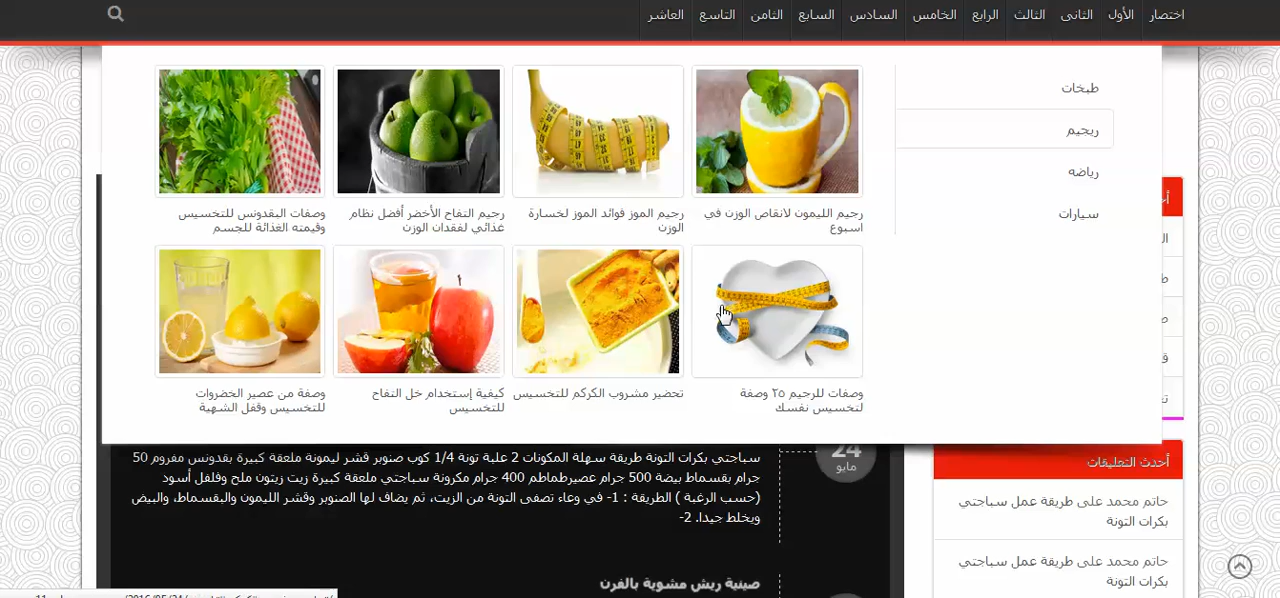 اختصار
الأول
الثانى
الثالث
الرابع
الخامس
السادس
السابع
الثامن
التاسع
العاشر
طبخات
ريجيم
رياضه
سيارات
رجيم الليمون لانقاص الوزن في
اسبوع
رجيم الموز فوائد الموز لخسارة
الوزن
رجيم التفاح الأخضر أفضل نظام
غذائي لفقدان الوزن
وصفات البقدونس للتخسيس
وقيمته الغذائة للجسم
وصفات للرجيم ٢٥ وصفة
لتخسيس نفسك
تحضير مشروب الكركم للتخسيس
كيفية إستخدام خل التفاح
للتخسيس
وصفة من عصير الخضروات
للتخسيس وقفل الشهية
24
مايو
سباجتي بكرات التونة طريقة سهلة المكونات 2 علبة تونة 1/4 كوب صنوبر قشر ليمونة ملعقة كبيرة بقدونس مفروم 50
جرام بقسماط بيضة 500 جرام عصيرطماطم 400 جرام مكرونة سباجتي ملعقة كبيرة زيت زيتون ملح وفلفل أسود
(حسب الرغبة ) الطريقة : 1- في وعاء تصفى التونة من الزيت، ثم يضاف لها الصنوبر وقشر الليمون والبقسماط، والبيض
ويخلط جيدا. 2-
صينية ريش مشوية بالفرن
أحدث التعليقات
حاتم محمد على طريقة عمل سباجتي
بكرات التونة
حاتم محمد على طريقة عمل سباجتي
بكرات التونة